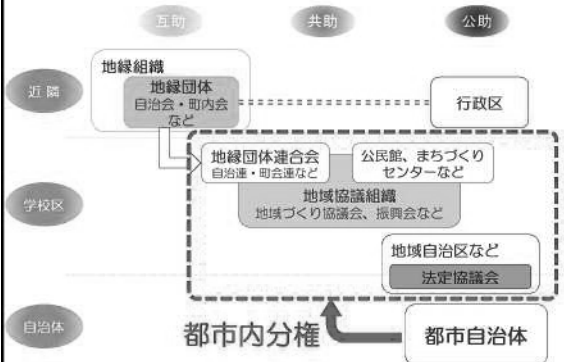 互助 共助 公助
近隣
地縁組織
地縁団体
自治会・町内会
など
行政区
学校区
地縁団体連合会
自治連・町会連など
公民館、まちづくり
センターなど
地域協議組織
地域づくり協議会、振興会など
地域自治区など
法定協議会
自治体
都市内分権
都市自治体